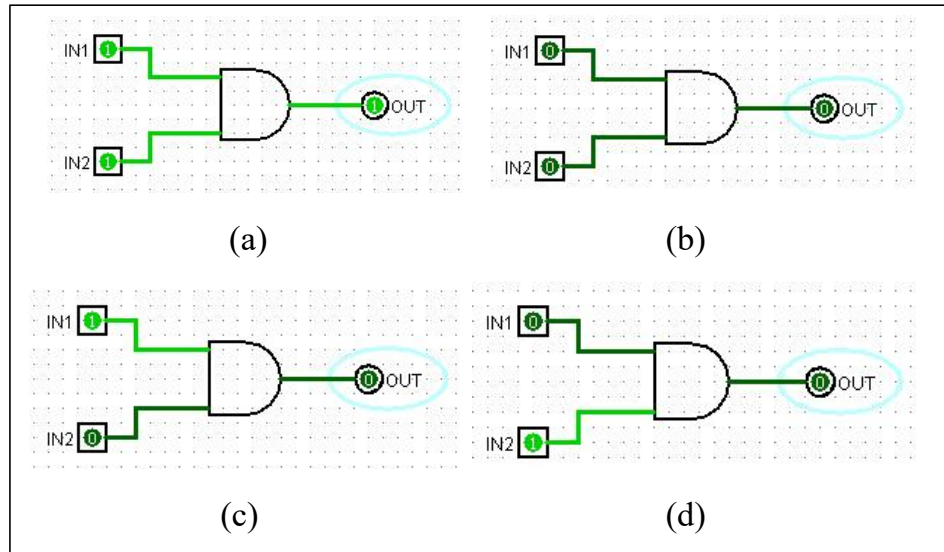 IN1 1
1 OUT
IN2 1
(a)
IN1 0
0 OUT
IN2 0
(b)
IN1 1
0 OUT
IN2 0
(c)
IN1 0
0 OUT
IN2 1
(d)